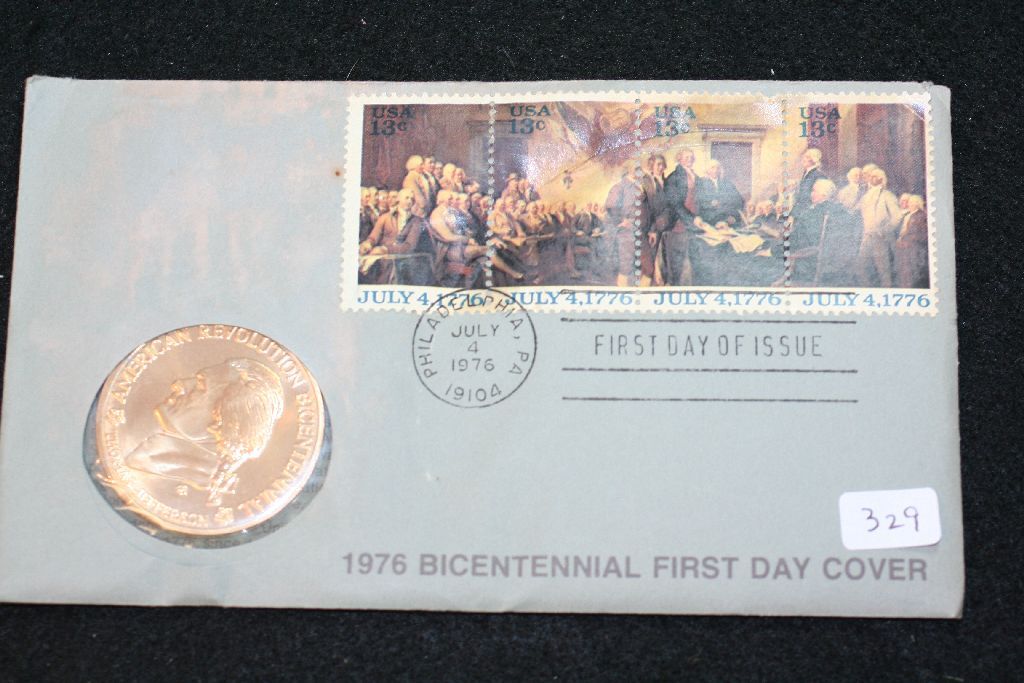 USA
13c
USA
13c
USA
13c
USA
13c
JULY 4,1776
JULY 4,1776
JULY 4,1776
JULY 4,1776
PHILADELPHIA, PA
JULY
4
1976
19104
FIRST DAY OF ISSUE
AMERICAN REVOLUTION BICENTENNIAL
THOMAS JEFFERSON
329
1976 BICENTENNIAL FIRST DAY COVER